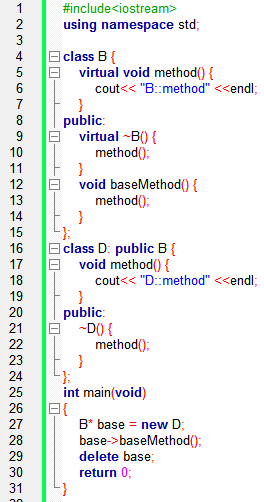 1 #include<iostream>
2 using namespace std;
3
4 class B {
5 virtual void method() {
6 cout<< "B::method" <<endl;
7 }
8 public:
9 virtual ~B() {
10 method();
11 }
12 void baseMethod() {
13 method();
14 }
15 };
16 class D: public B {
17 void method() {
18 cout<< "D::method" <<endl;
19 }
20 public:
21 ~D() {
22 method();
23 }
24 };
25 int main(void)
26 {
27 B* base = new D;
28 base->baseMethod();
29 delete base;
30 return 0;
31 }